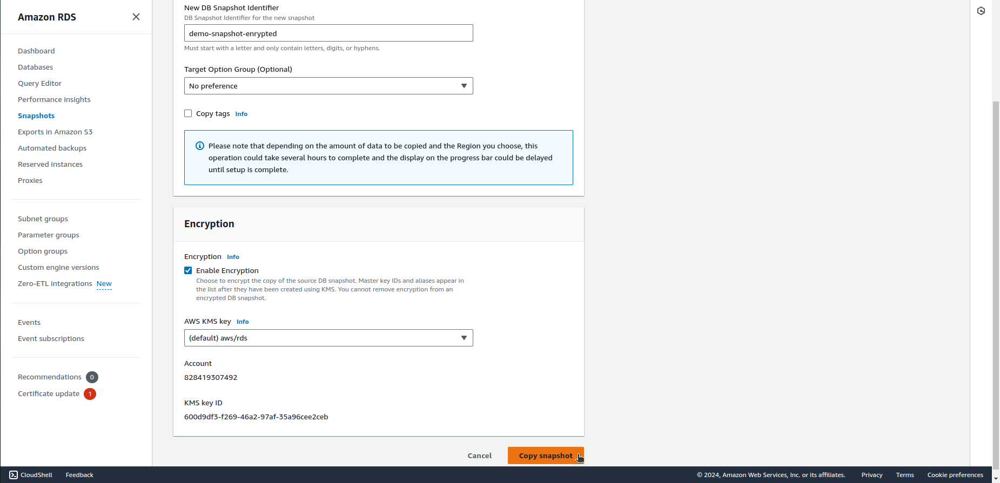 Amazon RDS
Dashboard
Databases
Query Editor
Performance insights
Snapshots
Exports in Amazon S3
Automated backups
Reserved instances
Proxies
Subnet groups
Parameter groups
Option groups
Custom engine versions
Zero-ETL integrations New
Events
Event subscriptions
Recommendations 0
Certificate update 1
New DB Snapshot Identifier
DB Snapshot Identifier for the new snapshot
demo-snapshot-enrypted
Must start with a letter and only contain letters, digits, or hyphens.
Target Option Group (Optional)
No preference
Copy tags Info
Please note that depending on the amount of data to be copied and the Region you choose, this
operation could take several hours to complete and the display on the progress bar could be delayed
until setup is complete.
Encryption
Encryption Info
Enable Encryption
Choose to encrypt the copy of the source DB snapshot. Master key IDs and aliases appear in
the list after they have been created using KMS. You cannot remove encryption from an
encrypted DB snapshot.
AWS KMS key Info
(default) aws/rds
Account
828419307492
KMS key ID
600d9df3-f269-46a2-97af-35a96cee2ceb
Cancel Copy snapshot
CloudShell Feedback © 2024, Amazon Web Services, Inc. or its affiliates. Privacy Terms Cookie preferences